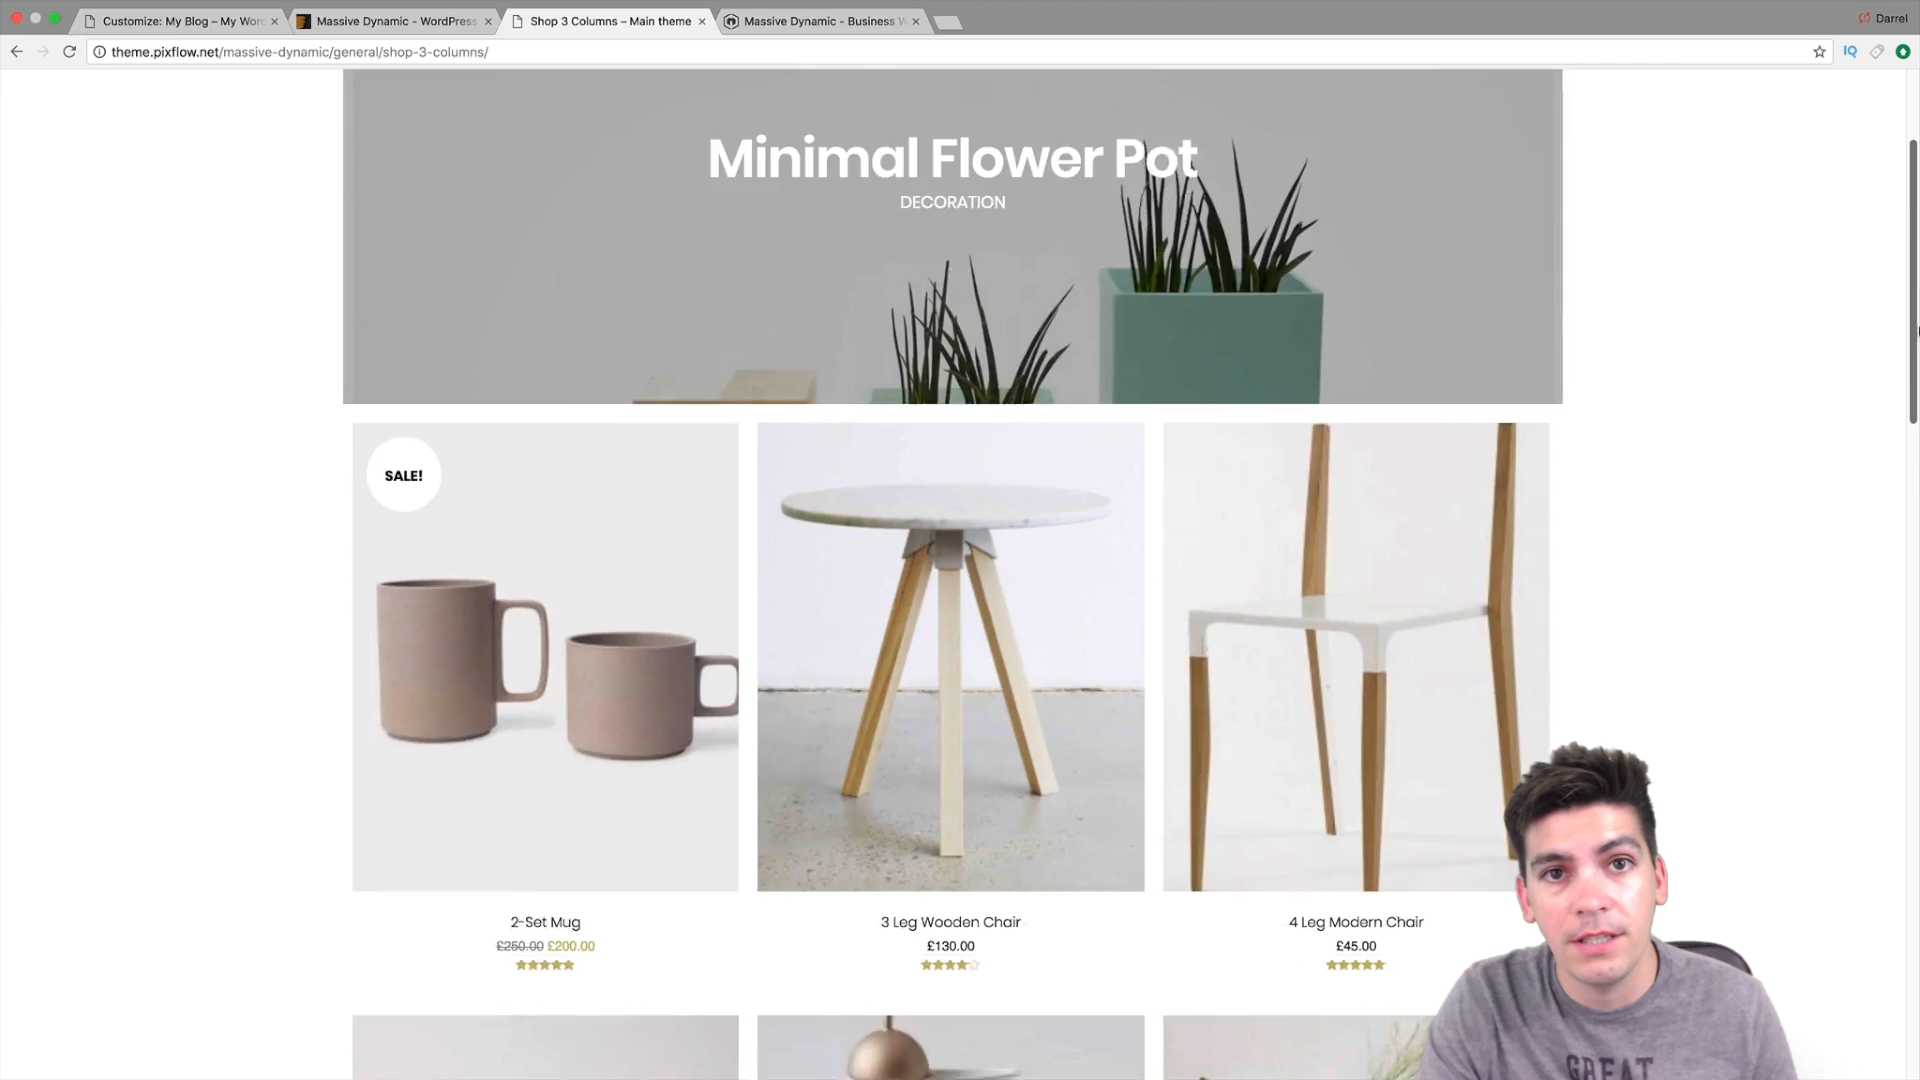 Customize: My Blog – My Word
Massive Dynamic - WordPress
Shop 3 Columns – Main theme
Massive Dynamic - Business W
Darrel
theme.pixflow.net/massive-dynamic/general/shop-3-columns/
IQ
Minimal Flower Pot
DECORATION
SALE!
2-Set Mug
3 Leg Wooden Chair
4 Leg Modern Chair
£250.00 £200.00
£130.00
£45.00
GREAT